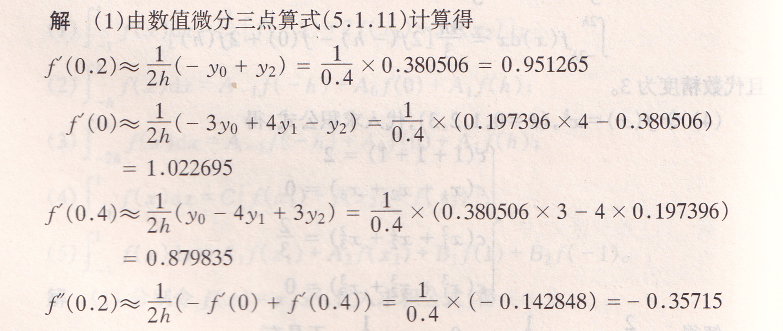 解 (1)由数值微分三点算式(5.1.11)计算得
f′(0.2)≈ 1/2h (− y₀ + y₂) = 1/0.4 × 0.380506 = 0.951265
f′(0)≈ 1/2h (− 3y₀ + 4y₁ − y₂) = 1/0.4 × (0.197396 × 4 − 0.380506)
= 1.022695
f′(0.4)≈ 1/2h (y₀ − 4y₁ + 3y₂) = 1/0.4 × (0.380506 × 3 − 4 × 0.197396)
= 0.879835
f″(0.2)≈ 1/2h (− f′(0) + f′(0.4)) = 1/0.4 × (− 0.142848) = − 0.35715